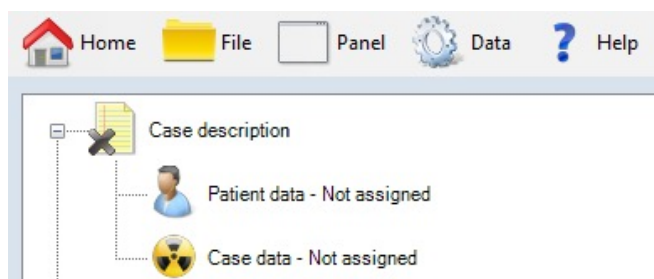 Home File Panel Data Help
Case description
Patient data - Not assigned
Case data - Not assigned